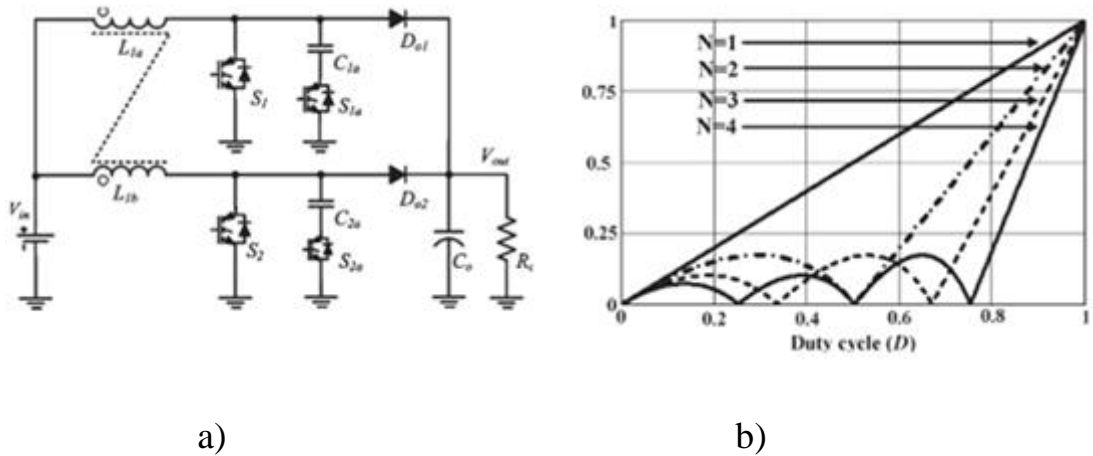 L1a
Do1
C1a
S1
S1a
Vout
L1b
Do2
Vin
C2a
S2
S2a
Co
a)
1
N=1
N=2
0.75
N=3
N=4
0.5
0.25
0
0 0.2 0.4 0.6 0.8 1
Duty cycle (D)
b)